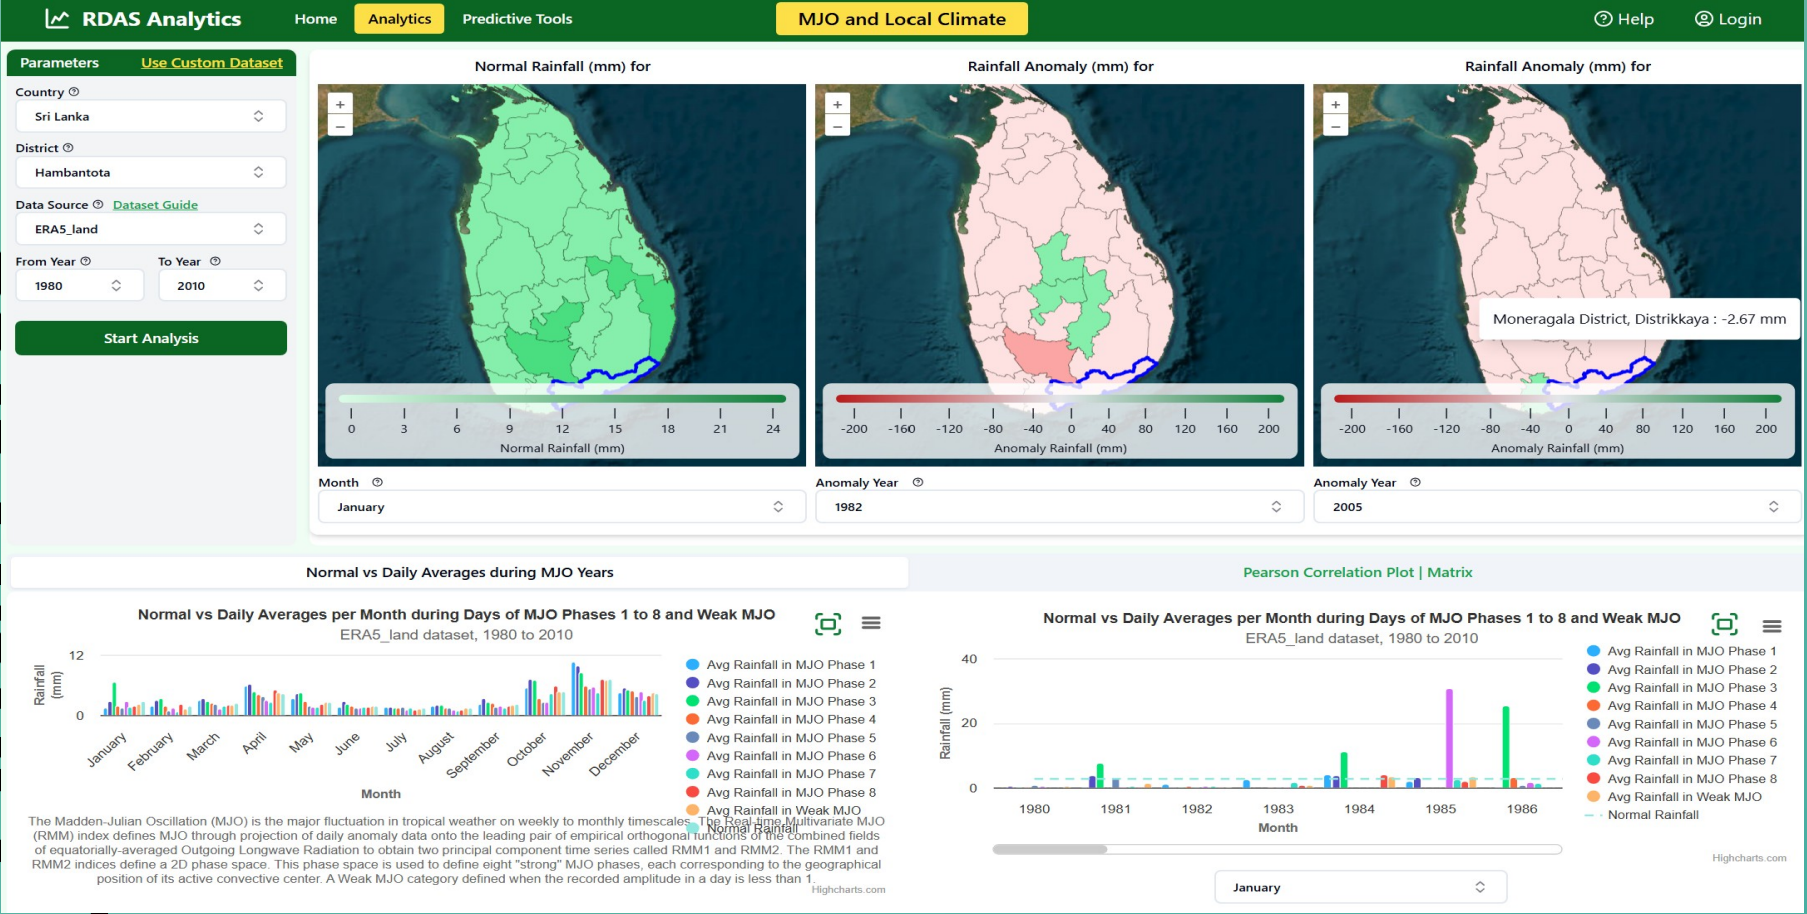 RDAS Analytics
Home
Analytics
Predictive Tools
MJO and Local Climate
Help
Login
Parameters
Use Custom Dataset
Country
Sri Lanka
District
Hambantota
Data Source
Dataset Guide
ERA5_land
From Year
To Year
1980
2010
Start Analysis
Normal Rainfall (mm) for
+
−
0 3 6 9 12 15 18 21 24
Normal Rainfall (mm)
Month
January
Rainfall Anomaly (mm) for
+
−
-200 -160 -120 -80 -40 0 40 80 120 160 200
Anomaly Rainfall (mm)
Anomaly Year
1982
Rainfall Anomaly (mm) for
+
−
Moneragala District, Distrikkaya : -2.67 mm
-200 -160 -120 -80 -40 0 40 80 120 160 200
Anomaly Rainfall (mm)
Anomaly Year
2005
Normal vs Daily Averages during MJO Years
Pearson Correlation Plot | Matrix
Normal vs Daily Averages per Month during Days of MJO Phases 1 to 8 and Weak MJO
ERA5_land dataset, 1980 to 2010
Rainfall
(mm)
12
0
January February March April May June July August September October November December
Month
Avg Rainfall in MJO Phase 1
Avg Rainfall in MJO Phase 2
Avg Rainfall in MJO Phase 3
Avg Rainfall in MJO Phase 4
Avg Rainfall in MJO Phase 5
Avg Rainfall in MJO Phase 6
Avg Rainfall in MJO Phase 7
Avg Rainfall in MJO Phase 8
Avg Rainfall in Weak MJO
Normal Rainfall
The Madden-Julian Oscillation (MJO) is the major fluctuation in tropical weather on weekly to monthly timescales. The Real-time Multivariate MJO
(RMM) index defines MJO through projection of daily anomaly data onto the leading pair of empirical orthogonal functions of the combined fields
of equatorially-averaged Outgoing Longwave Radiation to obtain two principal component time series called RMM1 and RMM2. The RMM1 and
RMM2 indices define a 2D phase space. This phase space is used to define eight "strong" MJO phases, each corresponding to the geographical
position of its active convective center. A Weak MJO category defined when the recorded amplitude in a day is less than 1.
Highcharts.com
Normal vs Daily Averages per Month during Days of MJO Phases 1 to 8 and Weak MJO
ERA5_land dataset, 1980 to 2010
Rainfall (mm)
40
20
0
1980 1981 1982 1983 1984 1985 1986
Month
Avg Rainfall in MJO Phase 1
Avg Rainfall in MJO Phase 2
Avg Rainfall in MJO Phase 3
Avg Rainfall in MJO Phase 4
Avg Rainfall in MJO Phase 5
Avg Rainfall in MJO Phase 6
Avg Rainfall in MJO Phase 7
Avg Rainfall in MJO Phase 8
Avg Rainfall in Weak MJO
Normal Rainfall
Highcharts.com
January